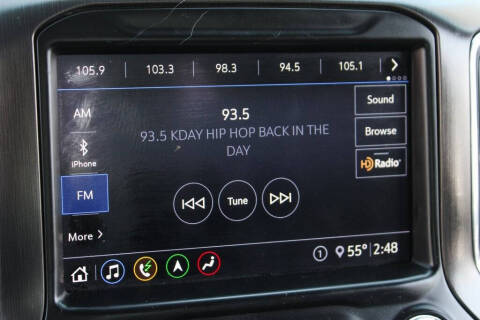 105.9 103.3 98.3 94.5 105.1
AM
93.5
Sound
93.5 KDAY HIP HOP BACK IN THE
DAY
Browse
iPhone
HD Radio
FM
Tune
More
1 55° 2:48